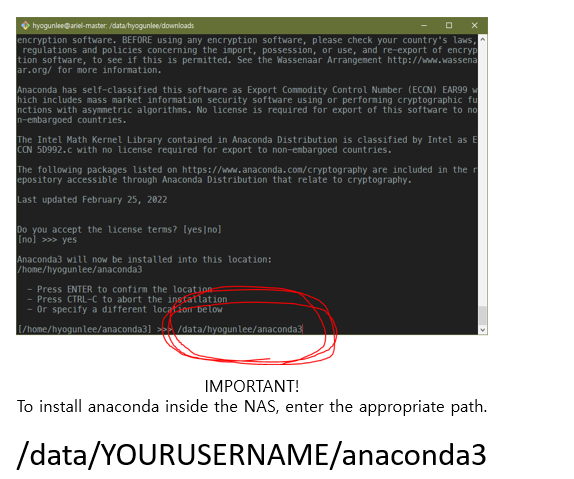 hyogunlee@ariel-master: /data/hyogunlee/downloads
encryption software. BEFORE using any encryption software, please check your country's laws,
regulations and policies concerning the import, possession, or use, and re-export of encryp
tion software, to see if this is permitted. See the Wassenaar Arrangement http://www.wassena
ar.org/ for more information.
Anaconda has self-classified this software as Export Commodity Control Number (ECCN) EAR99 w
hich includes mass market information security software using or performing cryptographic fu
nctions with asymmetric algorithms. No license is required for export of this software to no
n-embargoed countries.
The Intel Math Kernel Library contained in Anaconda Distribution is classified by Intel as E
CCN 5D992.c with no license required for export to non-embargoed countries.
The following packages listed on https://www.anaconda.com/cryptography are included in the r
epository accessible through Anaconda Distribution that relate to cryptography.
Last updated February 25, 2022
Do you accept the license terms? [yes|no]
[no] >>> yes
Anaconda3 will now be installed into this location:
/home/hyogunlee/anaconda3
- Press ENTER to confirm the location
- Press CTRL-C to abort the installation
- Or specify a different location below
[/home/hyogunlee/anaconda3] >>> /data/hyogunlee/anaconda3
IMPORTANT!
To install anaconda inside the NAS, enter the appropriate path.
/data/YOURUSERNAME/anaconda3